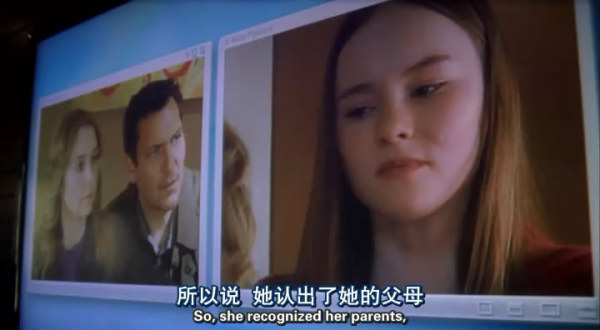 所以说 她认出了她的父母
So, she recognized her parents,